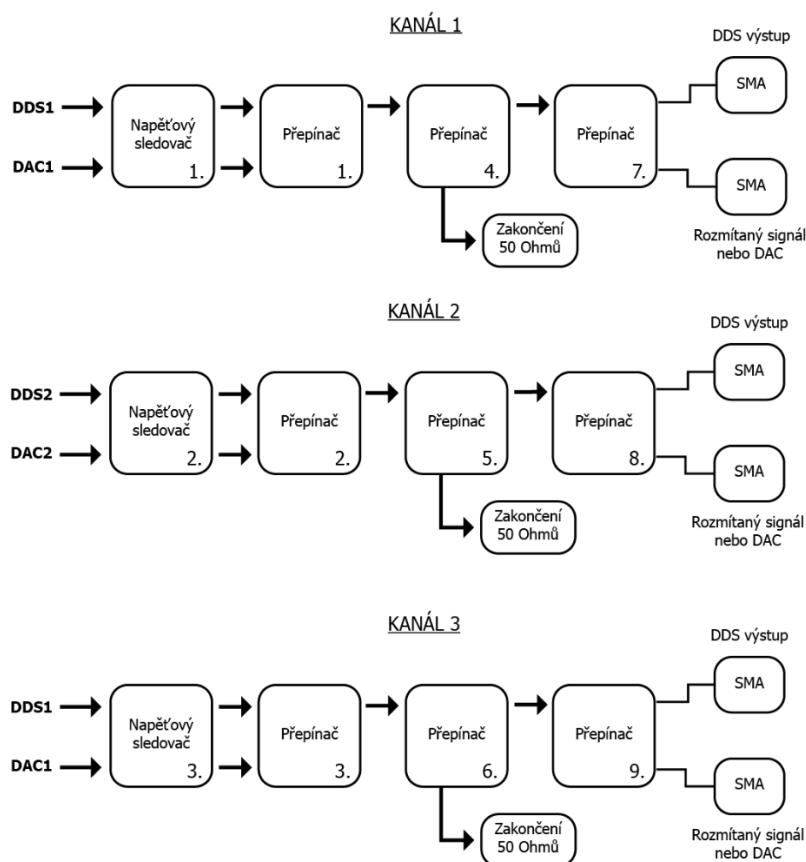 KANÁL 1
DDS výstup
DDS1
DAC1
Napěťový
sledovač
1.
Přepínač
1.
Přepínač
4.
Přepínač
7.
SMA
SMA
Zakončení
50 Ohmů
Rozmítaný signál
nebo DAC
KANÁL 2
DDS výstup
DDS2
DAC2
Napěťový
sledovač
2.
Přepínač
2.
Přepínač
5.
Přepínač
8.
SMA
SMA
Zakončení
50 Ohmů
Rozmítaný signál
nebo DAC
KANÁL 3
DDS výstup
DDS1
DAC1
Napěťový
sledovač
3.
Přepínač
3.
Přepínač
6.
Přepínač
9.
SMA
SMA
Zakončení
50 Ohmů
Rozmítaný signál
nebo DAC